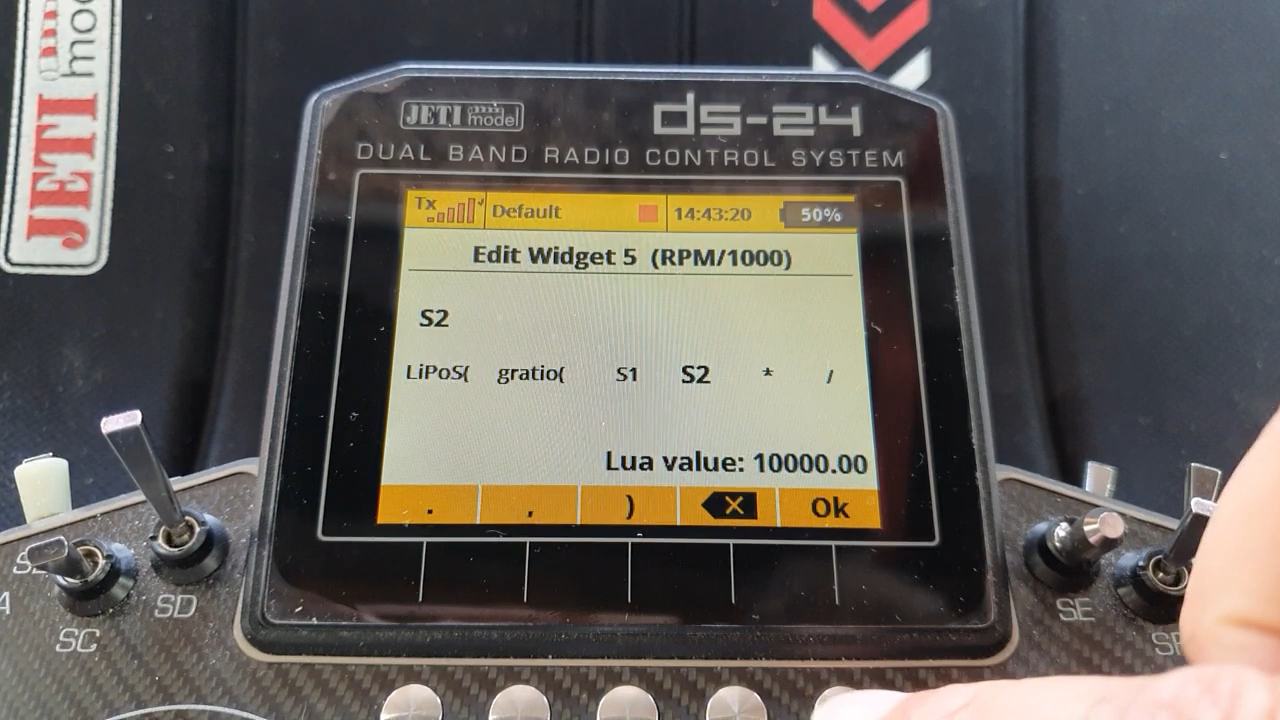 JETI
model
JETI model
ds-24
DUAL BAND RADIO CONTROL SYSTEM
Tx Default 14:43:20 50%
Edit Widget 5 (RPM/1000)
S2
LiPoS( gratio( S1 S2 * /
Lua value: 10000.00
. , ) Ok
SD
SC
SE